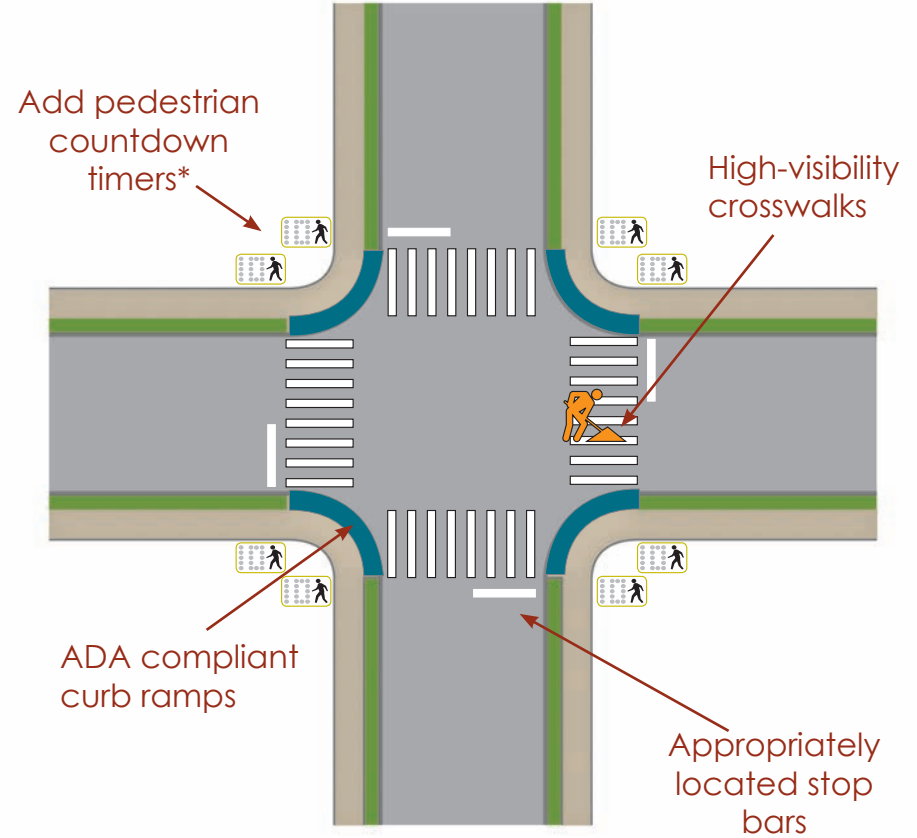 Add pedestrian
countdown
timers*
High-visibility
crosswalks
ADA compliant
curb ramps
Appropriately
located stop
bars